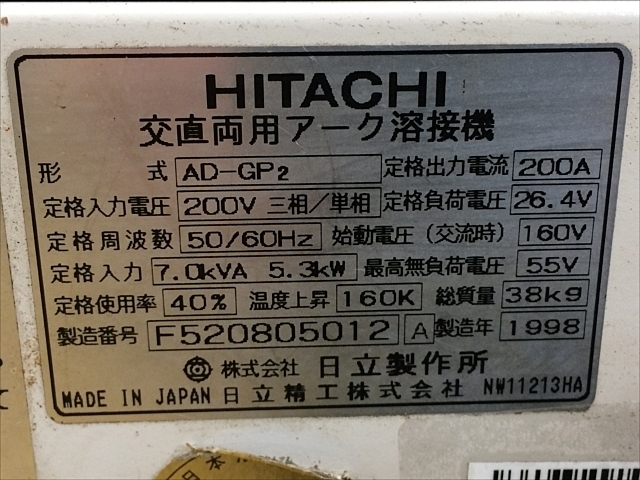 HITACHI
交直両用アーク溶接機
形 式 AD-GP2 定格出力電流 200A
定格入力電圧 200V 三相/単相 定格負荷電圧 26.4V
定格周波数 50/60Hz 始動電圧(交流時) 160V
定格入力 7.0kVA 5.3kW 最高無負荷電圧 55V
定格使用率 40% 温度上昇 160K 総質量 38kg
製造番号 F520805012 A 製造年 1998
株式会社 日立製作所
MADE IN JAPAN 日立精工株式会社 NW11213HA